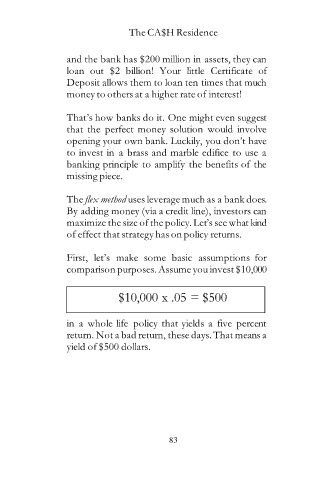 The CA$H Residence
and the bank has $200 million in assets, they can
loan out $2 billion! Your little Certificate of
Deposit allows them to loan ten times that much
money to others at a higher rate of interest!
That's how banks do it. One might even suggest
that the perfect money solution would involve
opening your own bank. Luckily, you don't have
to invest in a brass and marble edifice to use a
banking principle to amplify the benefits of the
missing piece.
The flex method uses leverage much as a bank does.
By adding money (via a credit line), investors can
maximize the size of the policy. Let's see what kind
of effect that strategy has on policy returns.
First, let's make some basic assumptions for
comparison purposes. Assume you invest $10,000
$10,000 x .05 = $500
in a whole life policy that yields a five percent
return. Not a bad return, these days. That means a
yield of $500 dollars.
83